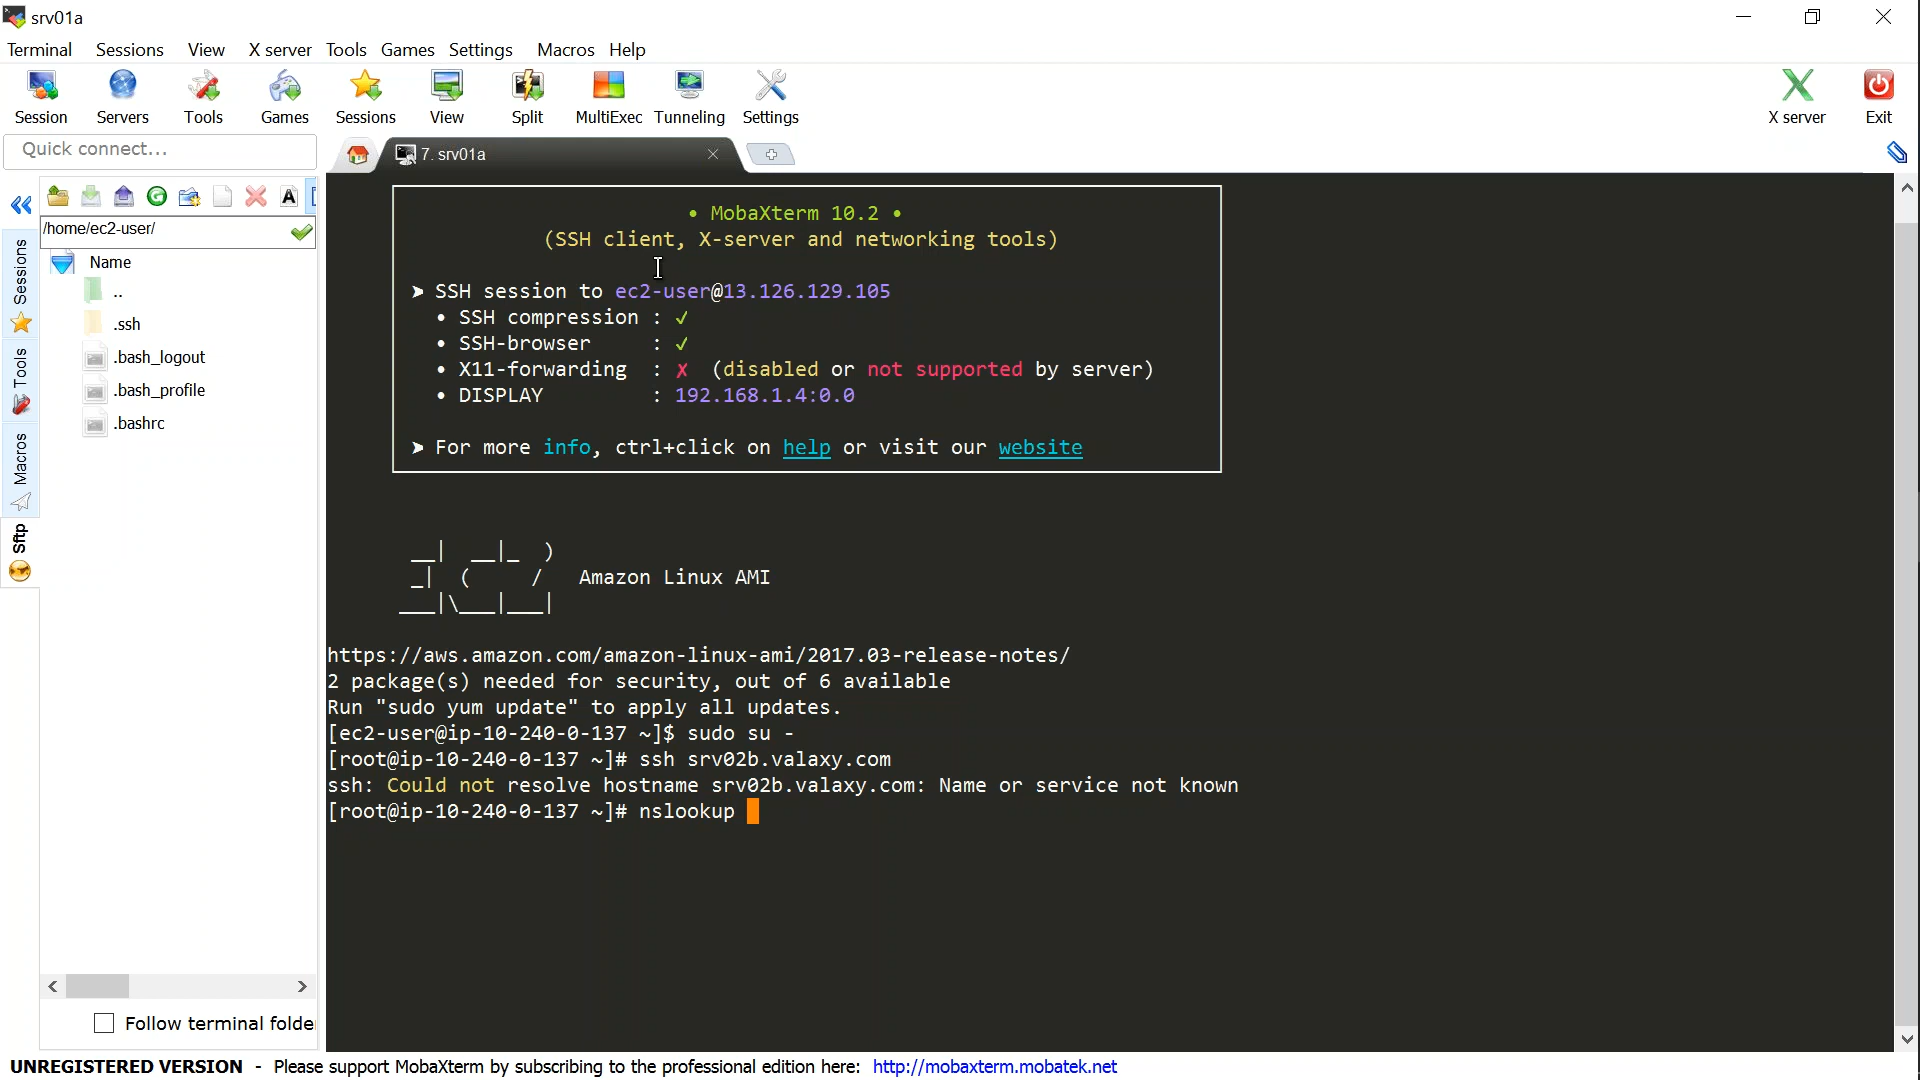 srv01a
Terminal Sessions View X server Tools Games Settings Macros Help
Session Servers Tools Games Sessions View Split MultiExec Tunneling Settings X server Exit
Quick connect...
7. srv01a
/home/ec2-user/
Name
..
.ssh
.bash_logout
.bash_profile
.bashrc
Sessions
Tools
Macros
Sftp
Follow terminal folde
• MobaXterm 10.2 •
(SSH client, X-server and networking tools)
➤ SSH session to ec2-user@13.126.129.105
• SSH compression : ✓
• SSH-browser : ✓
• X11-forwarding : ✗ (disabled or not supported by server)
• DISPLAY : 192.168.1.4:0.0
➤ For more info, ctrl+click on help or visit our website
__| __|_ )
_| ( / Amazon Linux AMI
___|\___|___|
https://aws.amazon.com/amazon-linux-ami/2017.03-release-notes/
2 package(s) needed for security, out of 6 available
Run "sudo yum update" to apply all updates.
[ec2-user@ip-10-240-0-137 ~]$ sudo su -
[root@ip-10-240-0-137 ~]# ssh srv02b.valaxy.com
ssh: Could not resolve hostname srv02b.valaxy.com: Name or service not known
[root@ip-10-240-0-137 ~]# nslookup
UNREGISTERED VERSION - Please support MobaXterm by subscribing to the professional edition here: http://mobaxterm.mobatek.net